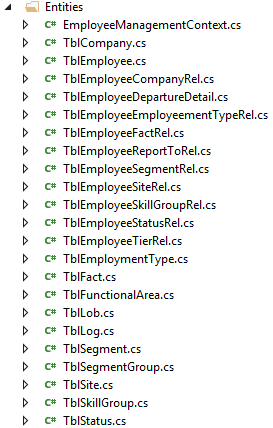 Entities
C# EmployeeManagementContext.cs
C# TblCompany.cs
C# TblEmployee.cs
C# TblEmployeeCompanyRel.cs
C# TblEmployeeDepartureDetail.cs
C# TblEmployeeEmployeementTypeRel.cs
C# TblEmployeeFactRel.cs
C# TblEmployeeReportToRel.cs
C# TblEmployeeSegmentRel.cs
C# TblEmployeeSiteRel.cs
C# TblEmployeeSkillGroupRel.cs
C# TblEmployeeStatusRel.cs
C# TblEmployeeTierRel.cs
C# TblEmploymentType.cs
C# TblFact.cs
C# TblFunctionalArea.cs
C# TblLob.cs
C# TblLog.cs
C# TblSegment.cs
C# TblSegmentGroup.cs
C# TblSite.cs
C# TblSkillGroup.cs
C# TblStatus.cs